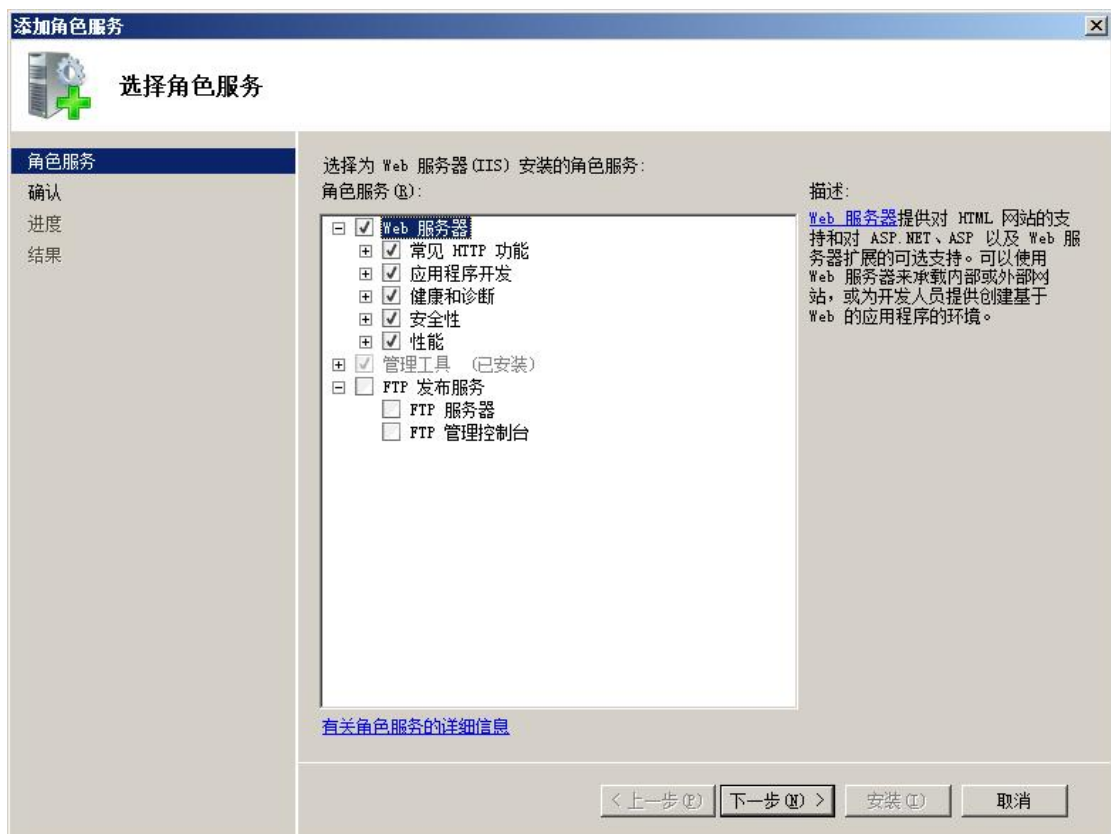 添加角色服务
选择角色服务
角色服务
确认
进度
结果
选择为 Web 服务器(IIS) 安装的角色服务:
角色服务(R):
Web 服务器
常见 HTTP 功能
应用程序开发
健康和诊断
安全性
性能
管理工具 (已安装)
FTP 发布服务
FTP 服务器
FTP 管理控制台
有关角色服务的详细信息
描述:
Web 服务器提供对 HTML 网站的支
持和对 ASP.NET、ASP 以及 Web 服
务器扩展的可选支持。可以使用
Web 服务器来承载内部或外部网
站，或为开发人员提供创建基于
Web 的应用程序的环境。
< 上一步(P)
下一步(N) >
安装(I)
取消